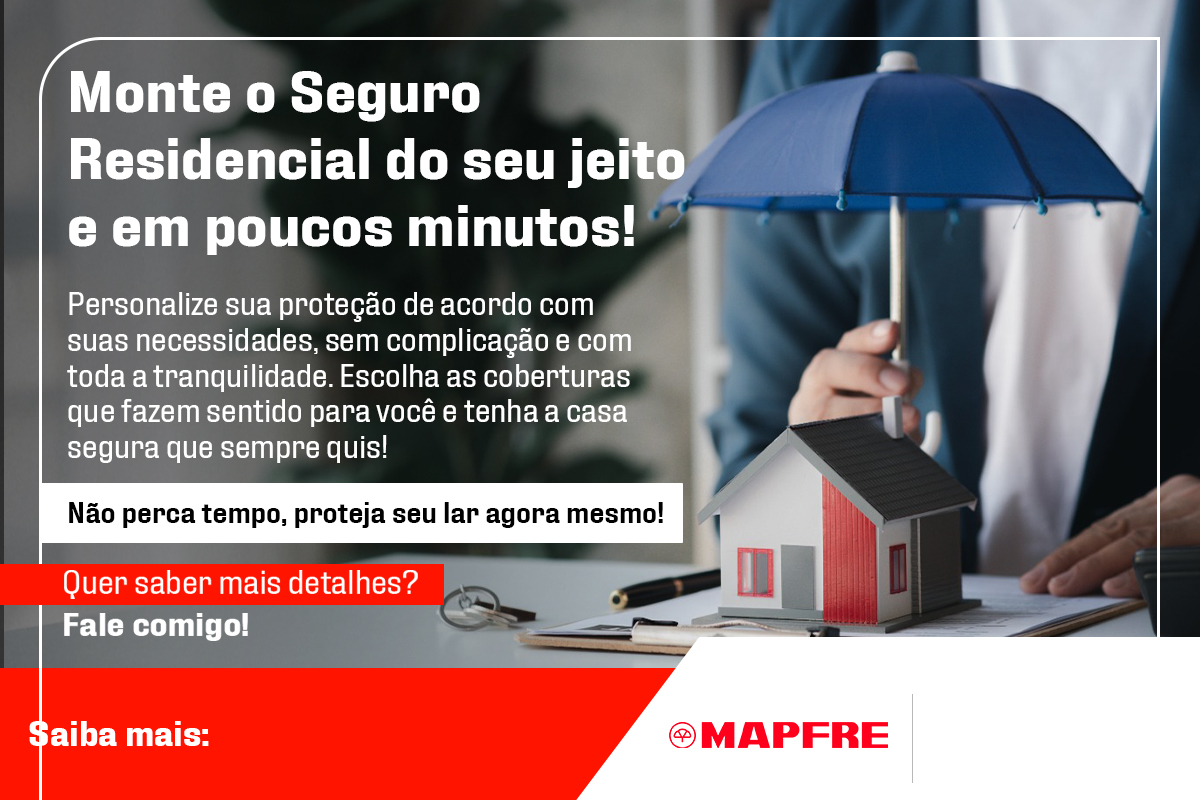 Monte o Seguro
Residencial do seu jeito
e em poucos minutos!
Personalize sua proteção de acordo com
suas necessidades, sem complicação e com
toda a tranquilidade. Escolha as coberturas
que fazem sentido para você e tenha a casa
segura que sempre quis!
Não perca tempo, proteja seu lar agora mesmo!
Quer saber mais detalhes?
Fale comigo!
Saiba mais:
MAPFRE